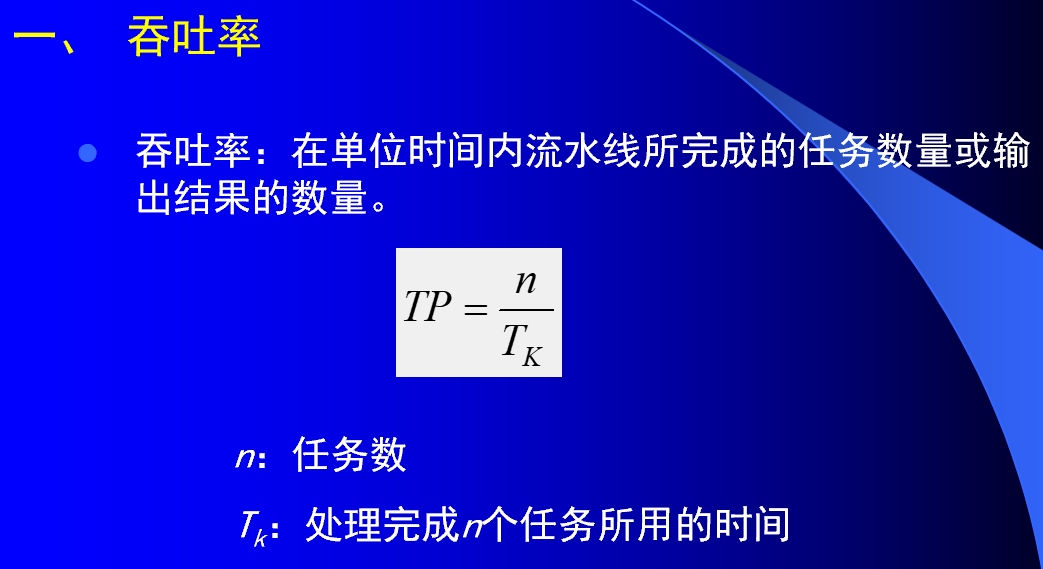 一、 吞吐率
吞吐率：在单位时间内流水线所完成的任务数量或输
出结果的数量。
TP = n / T_K
n：任务数
T_k：处理完成n个任务所用的时间